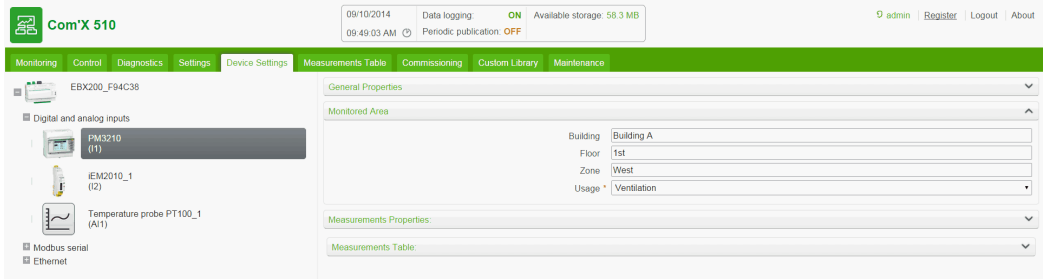 Com'X 510
09/10/2014
09:49:03 AM
Data logging: ON Available storage: 58.3 MB
Periodic publication: OFF
admin Register Logout About
Monitoring Control Diagnostics Settings Device Settings Measurements Table Commissioning Custom Library Maintenance
EBX200_F94C38
Digital and analog inputs
PM3210
(I1)
iEM2010_1
(I2)
Temperature probe PT100_1
(AI1)
Modbus serial
Ethernet
General Properties
Monitored Area
Building Building A
Floor 1st
Zone West
Usage * Ventilation
Measurements Properties:
Measurements Table: